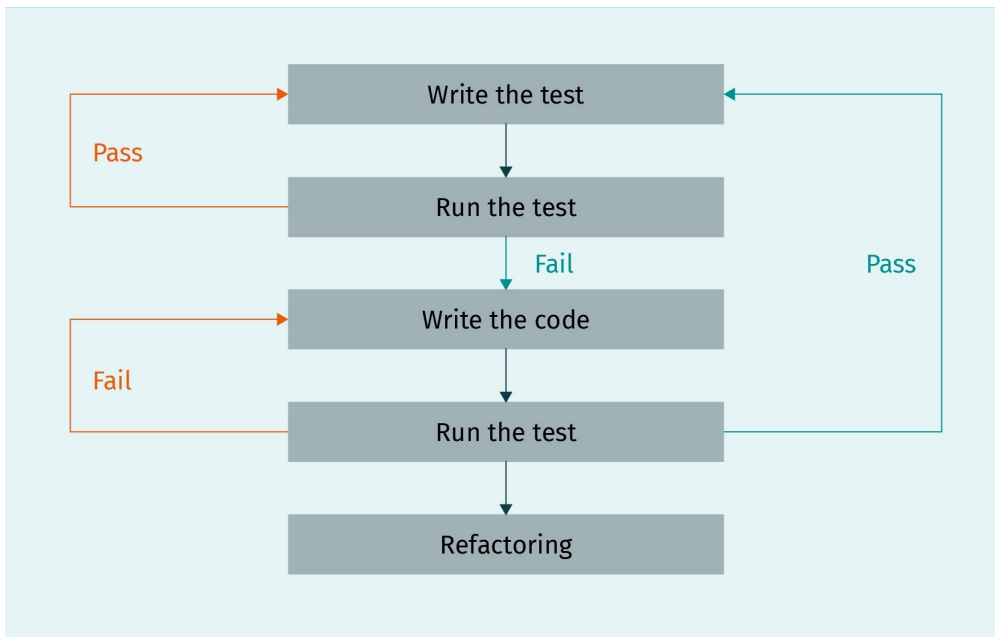 Write the test
Pass
Run the test
Fail
Pass
Write the code
Fail
Run the test
Refactoring